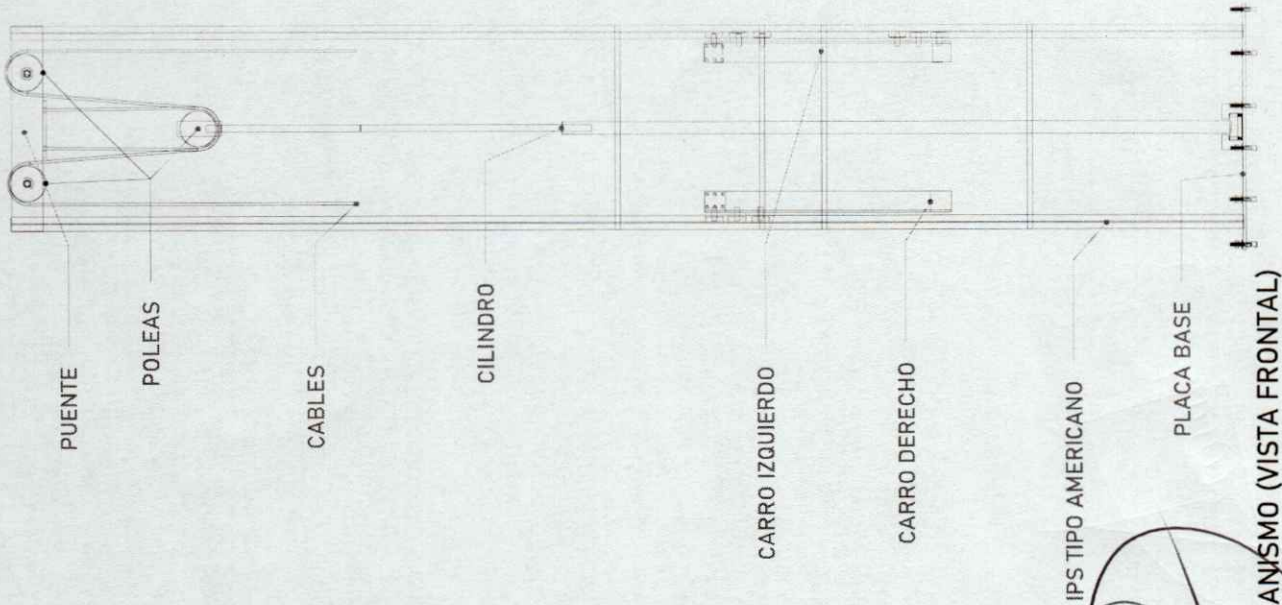 PUENTE
POLEAS
CABLES
CILINDRO
CARRO IZQUIERDO
CARRO DERECHO
IPS TIPO AMERICANO
PLACA BASE
ANISMO (VISTA FRONTAL)